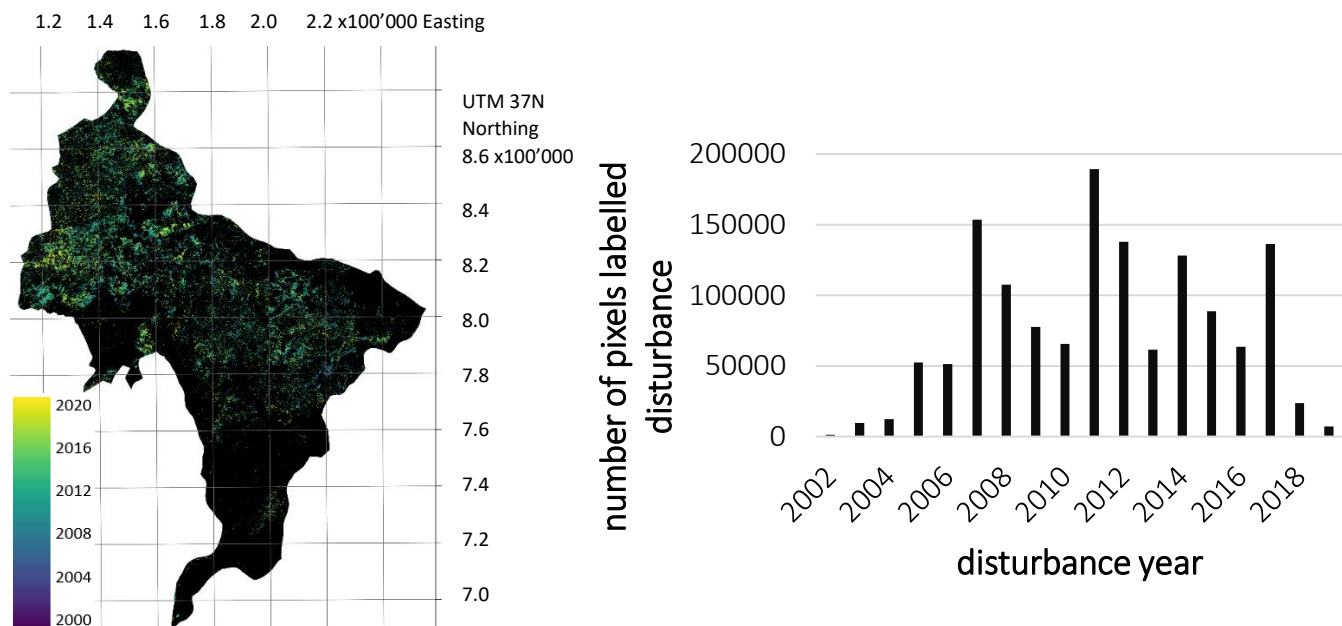 1.2 1.4 1.6 1.8 2.0 2.2 x100’000 Easting
UTM 37N
Northing
8.6 x100’000
8.4
8.2
8.0
7.8
7.6
7.4
7.2
7.0
2020
2016
2012
2008
2004
2000
number of pixels labelled
disturbance
200000
150000
100000
50000
0
2002 2004 2006 2008 2010 2012 2014 2016 2018
disturbance year